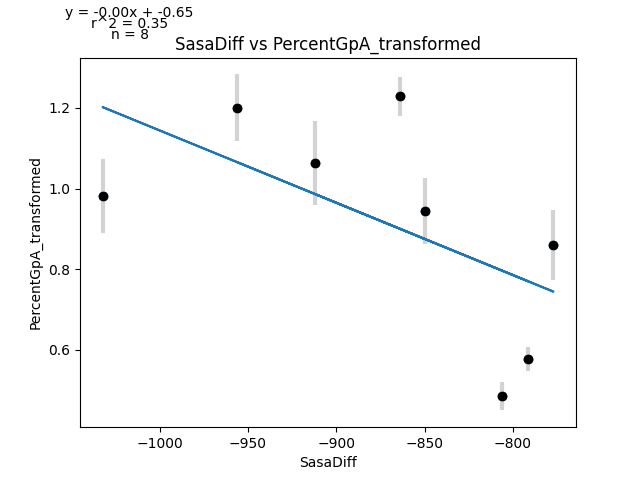 y = -0.00x + -0.65
r^2 = 0.35
n = 8
SasaDiff vs PercentGpA_transformed
PercentGpA_transformed
1.2
1.0
0.8
0.6
−1000
−950
−900
−850
−800
SasaDiff